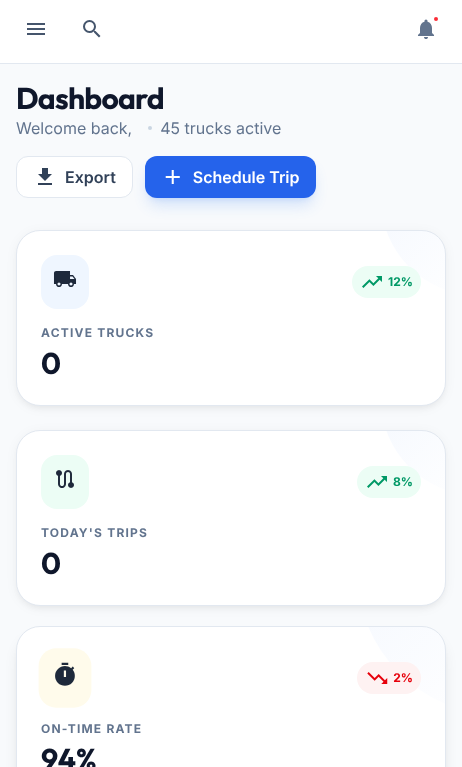 Dashboard
Welcome back, • 45 trucks active
Export
Schedule Trip
12%
ACTIVE TRUCKS
0
8%
TODAY'S TRIPS
0
2%
ON-TIME RATE
94%